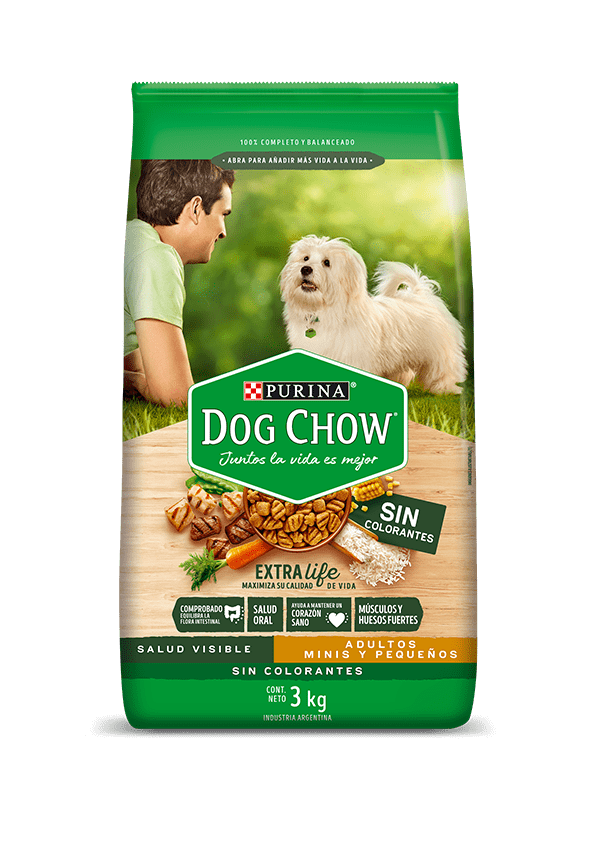 100% COMPLETO Y BALANCEADO
• ABRA PARA AÑADIR MÁS VIDA A LA VIDA •
PURINA®
DOG CHOW®
Juntos la vida es mejor
SIN
COLORANTES
EXTRA life
MAXIMIZA SU CALIDAD DE VIDA
COMPROBADO
EQUILIBRA LA
FLORA INTESTINAL
SALUD
ORAL
AYUDA A MANTENER UN
CORAZÓN
SANO
MÚSCULOS Y
HUESOS FUERTES
SALUD VISIBLE
ADULTOS
MINIS Y PEQUEÑOS
SIN COLORANTES
CONT.
NETO 3 kg
INDUSTRIA ARGENTINA